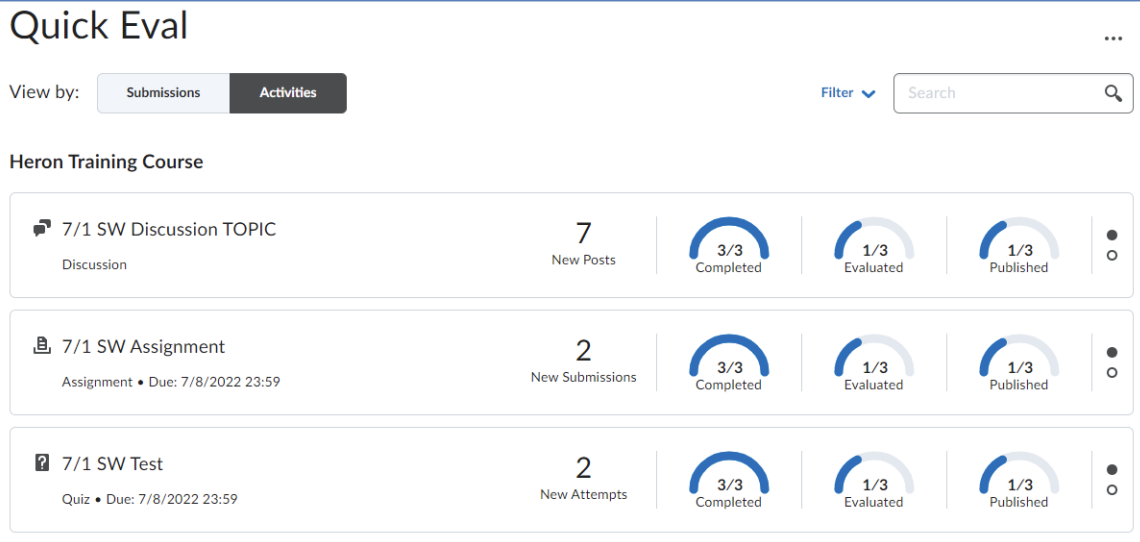 Quick Eval
...
View by: Submissions Activities Filter Search
Heron Training Course
7/1 SW Discussion TOPIC
Discussion
7
New Posts
3/3
Completed
1/3
Evaluated
1/3
Published
7/1 SW Assignment
Assignment • Due: 7/8/2022 23:59
2
New Submissions
3/3
Completed
1/3
Evaluated
1/3
Published
7/1 SW Test
Quiz • Due: 7/8/2022 23:59
2
New Attempts
3/3
Completed
1/3
Evaluated
1/3
Published